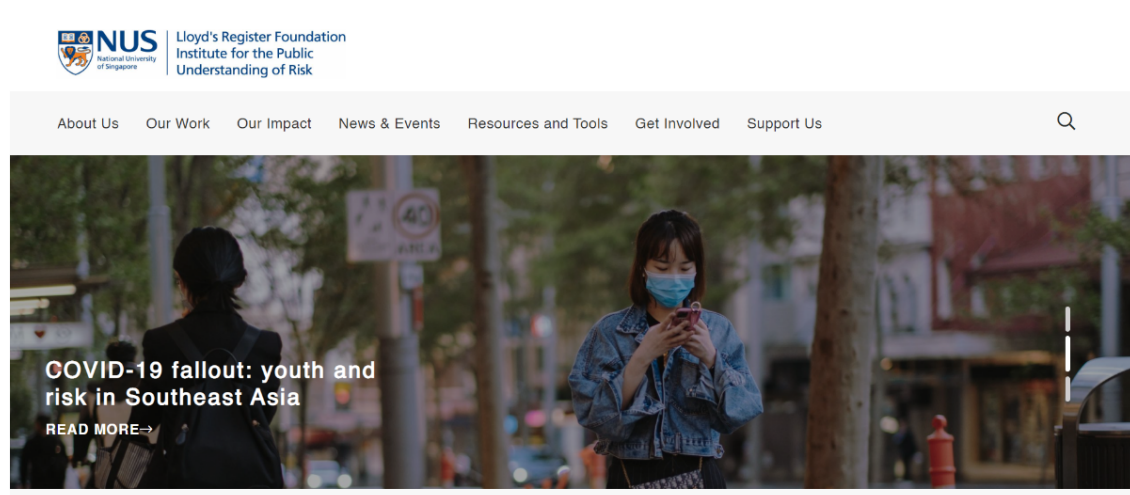 NUS
National University
of Singapore
Lloyd's Register Foundation
Institute for the Public
Understanding of Risk
About Us Our Work Our Impact News & Events Resources and Tools Get Involved Support Us
40
AREA
COVID-19 fallout: youth and
risk in Southeast Asia
READ MORE→